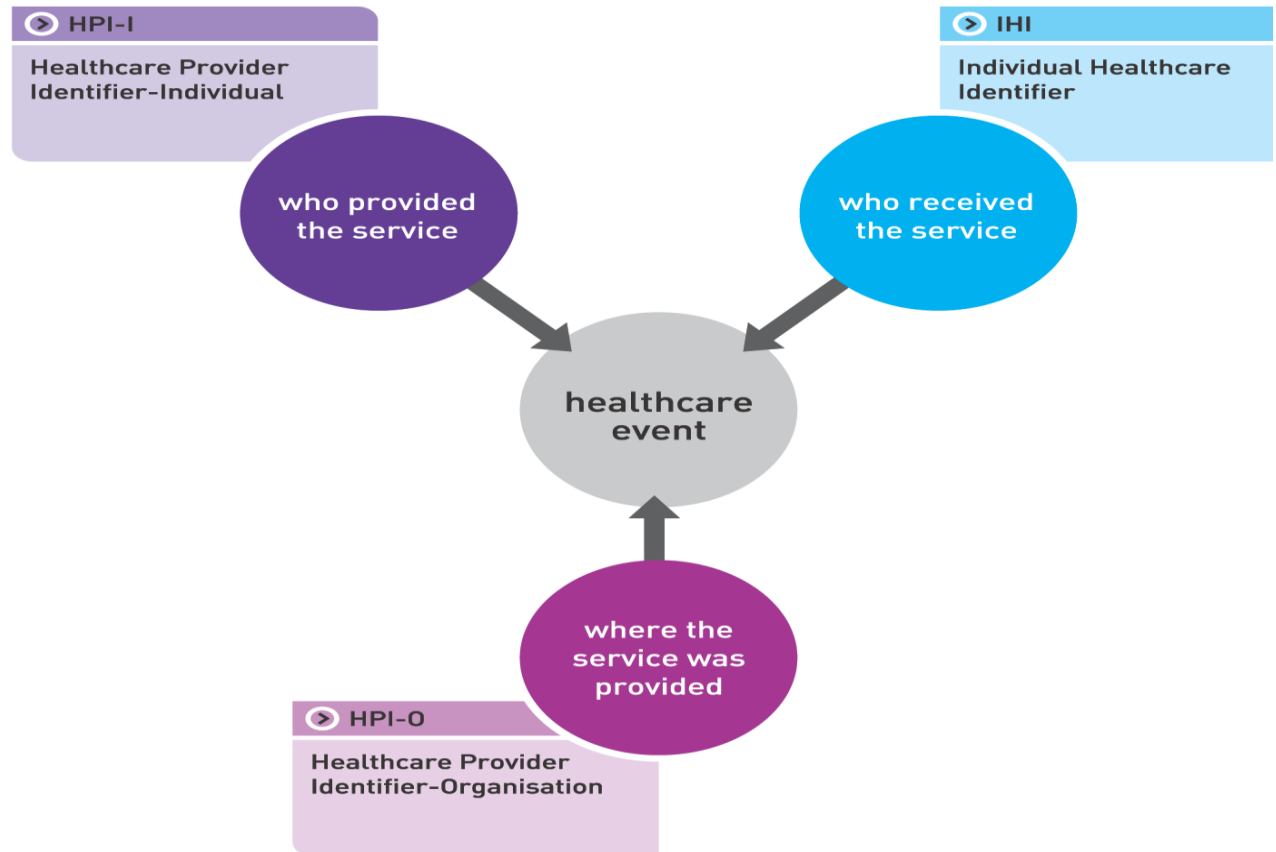 HPI-I
Healthcare Provider
Identifier-Individual
who provided
the service
IHI
Individual Healthcare
Identifier
who received
the service
healthcare
event
where the
service was
provided
HPI-O
Healthcare Provider
Identifier-Organisation